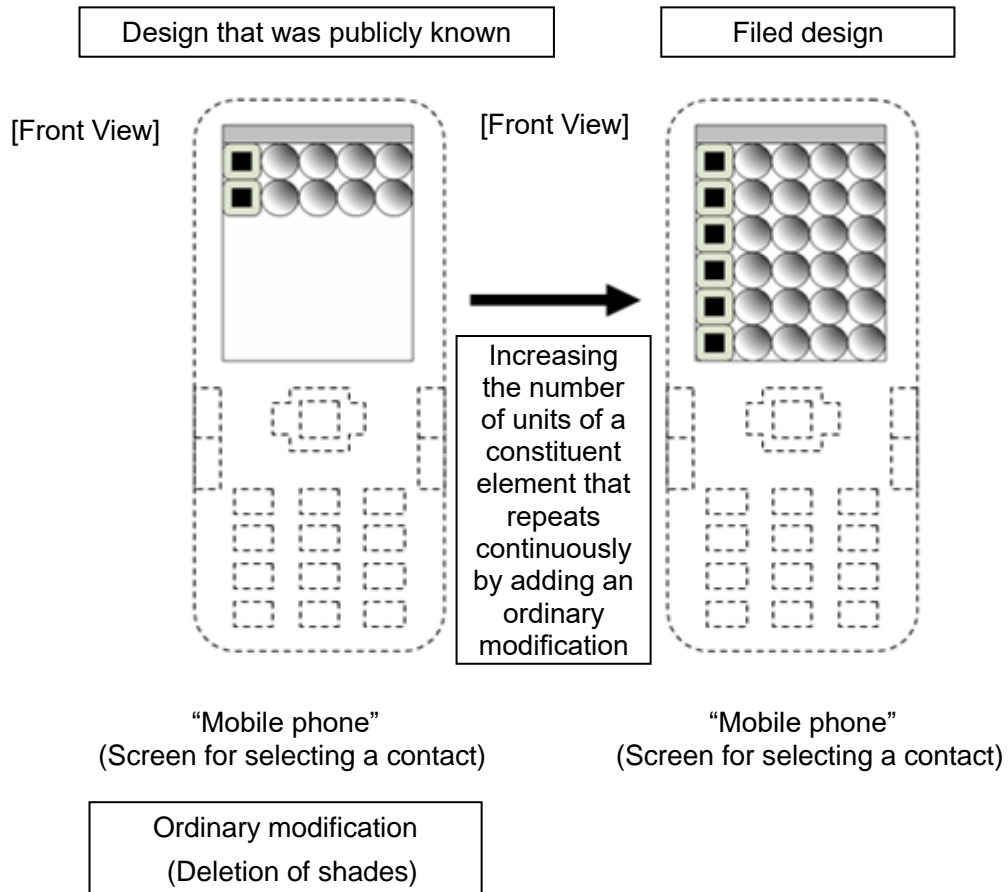 Design that was publicly known
Filed design
[Front View]
[Front View]
Increasing
the number
of units of a
constituent
element that
repeats
continuously
by adding an
ordinary
modification
“Mobile phone”
(Screen for selecting a contact)
“Mobile phone”
(Screen for selecting a contact)
Ordinary modification
(Deletion of shades)